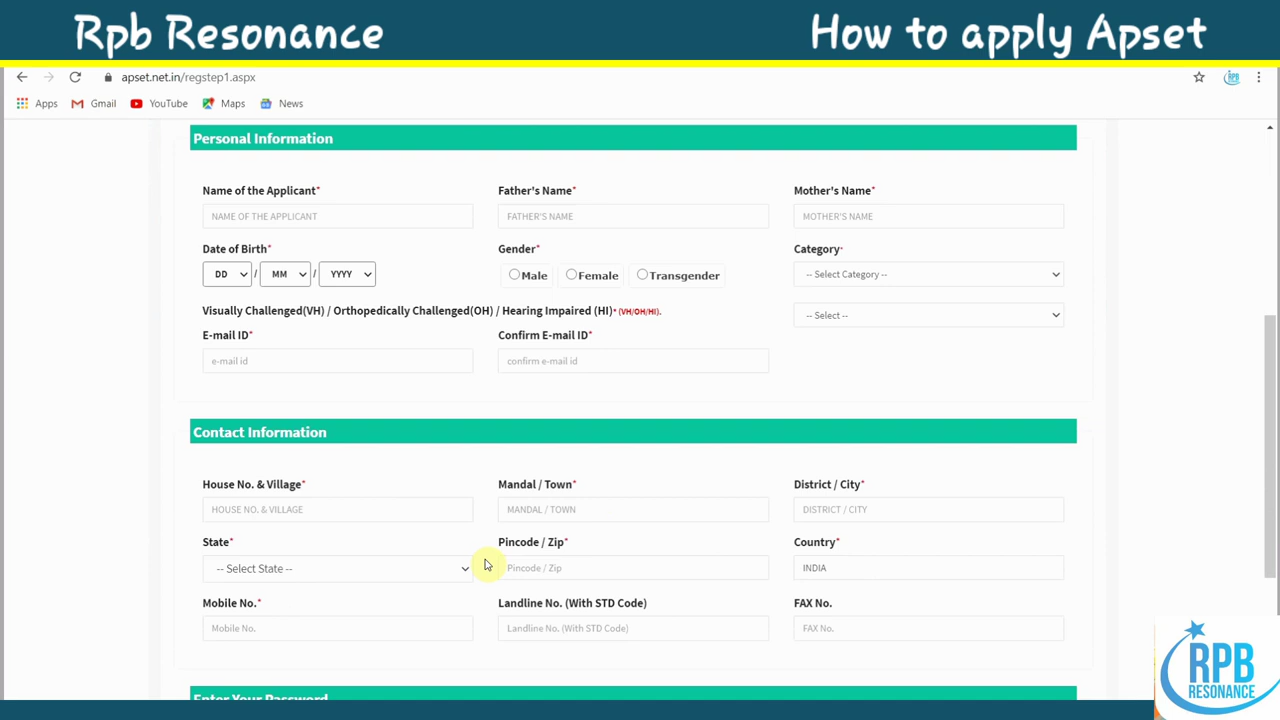 Rpb Resonance How to apply Apset
apset.net.in/regstep1.aspx RPB
Apps Gmail YouTube Maps News
Personal Information
Name of the Applicant* Father's Name* Mother's Name*
NAME OF THE APPLICANT FATHER'S NAME MOTHER'S NAME
Date of Birth* Gender* Category*
DD / MM / YYYY Male Female Transgender -- Select Category --
Visually Challenged(VH) / Orthopedically Challenged(OH) / Hearing Impaired (HI)* (VH/OH/HI). -- Select --
E-mail ID* Confirm E-mail ID*
e-mail id confirm e-mail id
Contact Information
House No. & Village* Mandal / Town* District / City*
HOUSE NO. & VILLAGE MANDAL / TOWN DISTRICT / CITY
State* Pincode / Zip* Country*
-- Select State -- Pincode / Zip INDIA
Mobile No.* Landline No. (With STD Code) FAX No.
Mobile No. Landline No. (With STD Code) FAX No.
Enter Your Password
RPB
RESONANCE